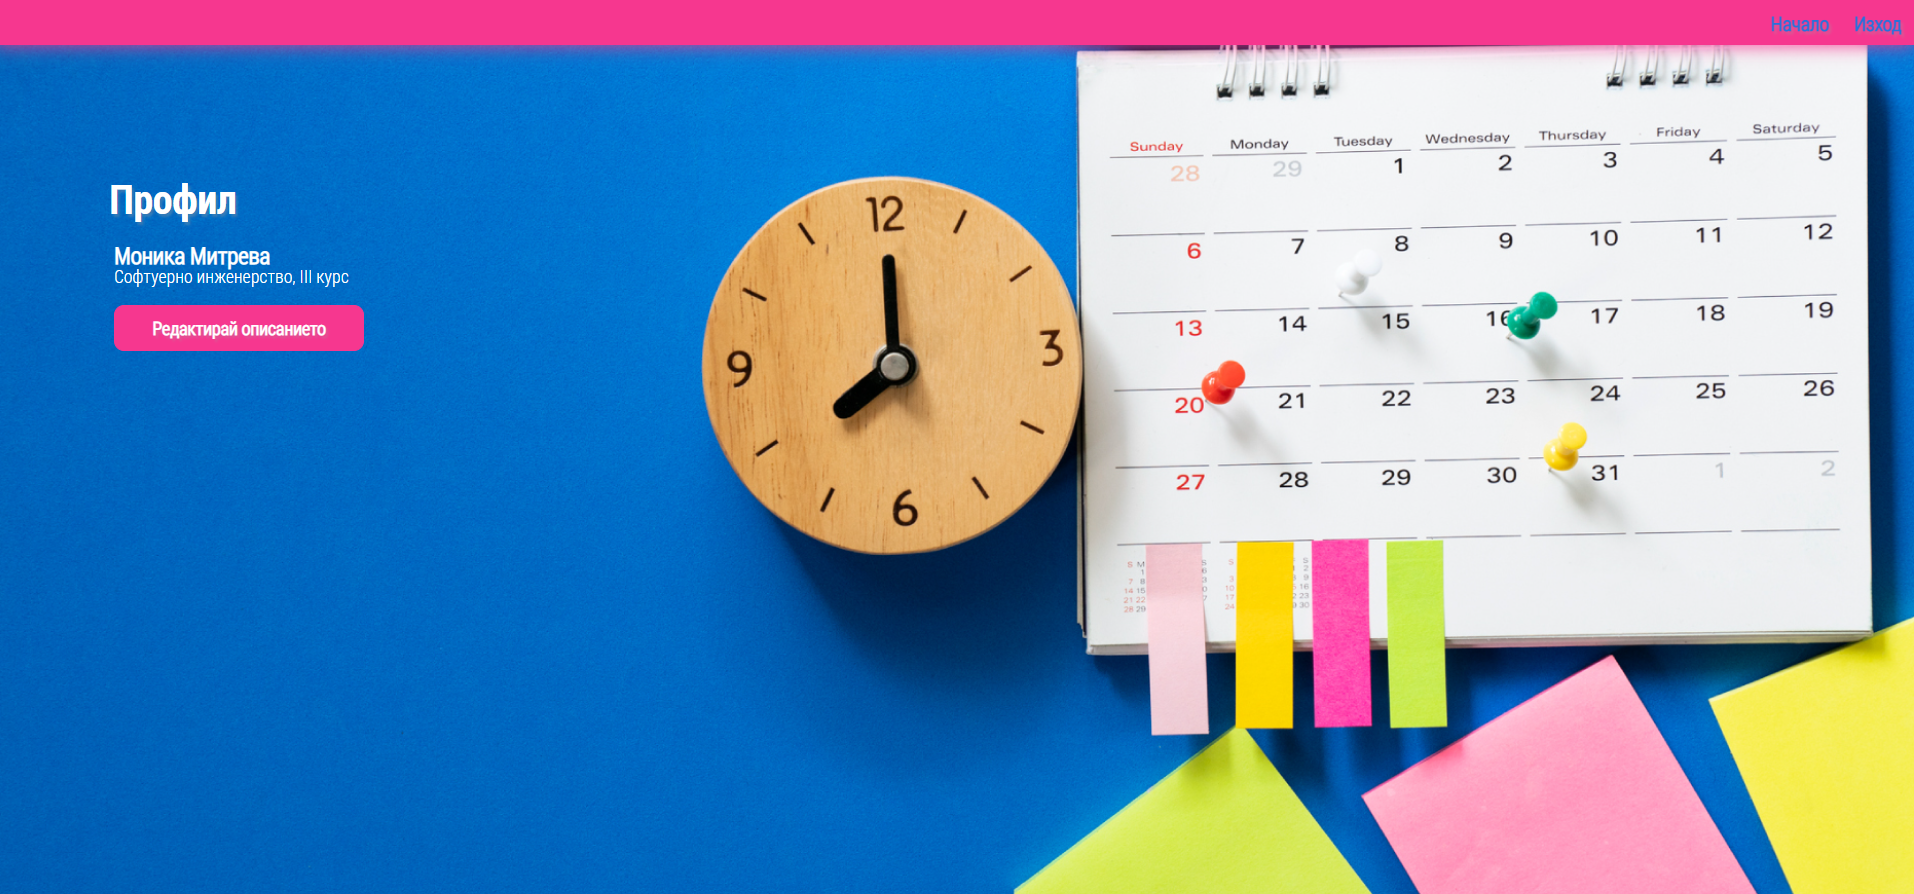 Начало Изход
Профил
Моника Митрева
Софтуерно инженерство, III курс
Редактирай описанието
12
3
6
9
Sunday Monday Tuesday Wednesday Thursday Friday Saturday
28 29 1 2 3 4 5
6 7 8 9 10 11 12
13 14 15 16 17 18 19
20 21 22 23 24 25 26
27 28 29 30 31 1 2